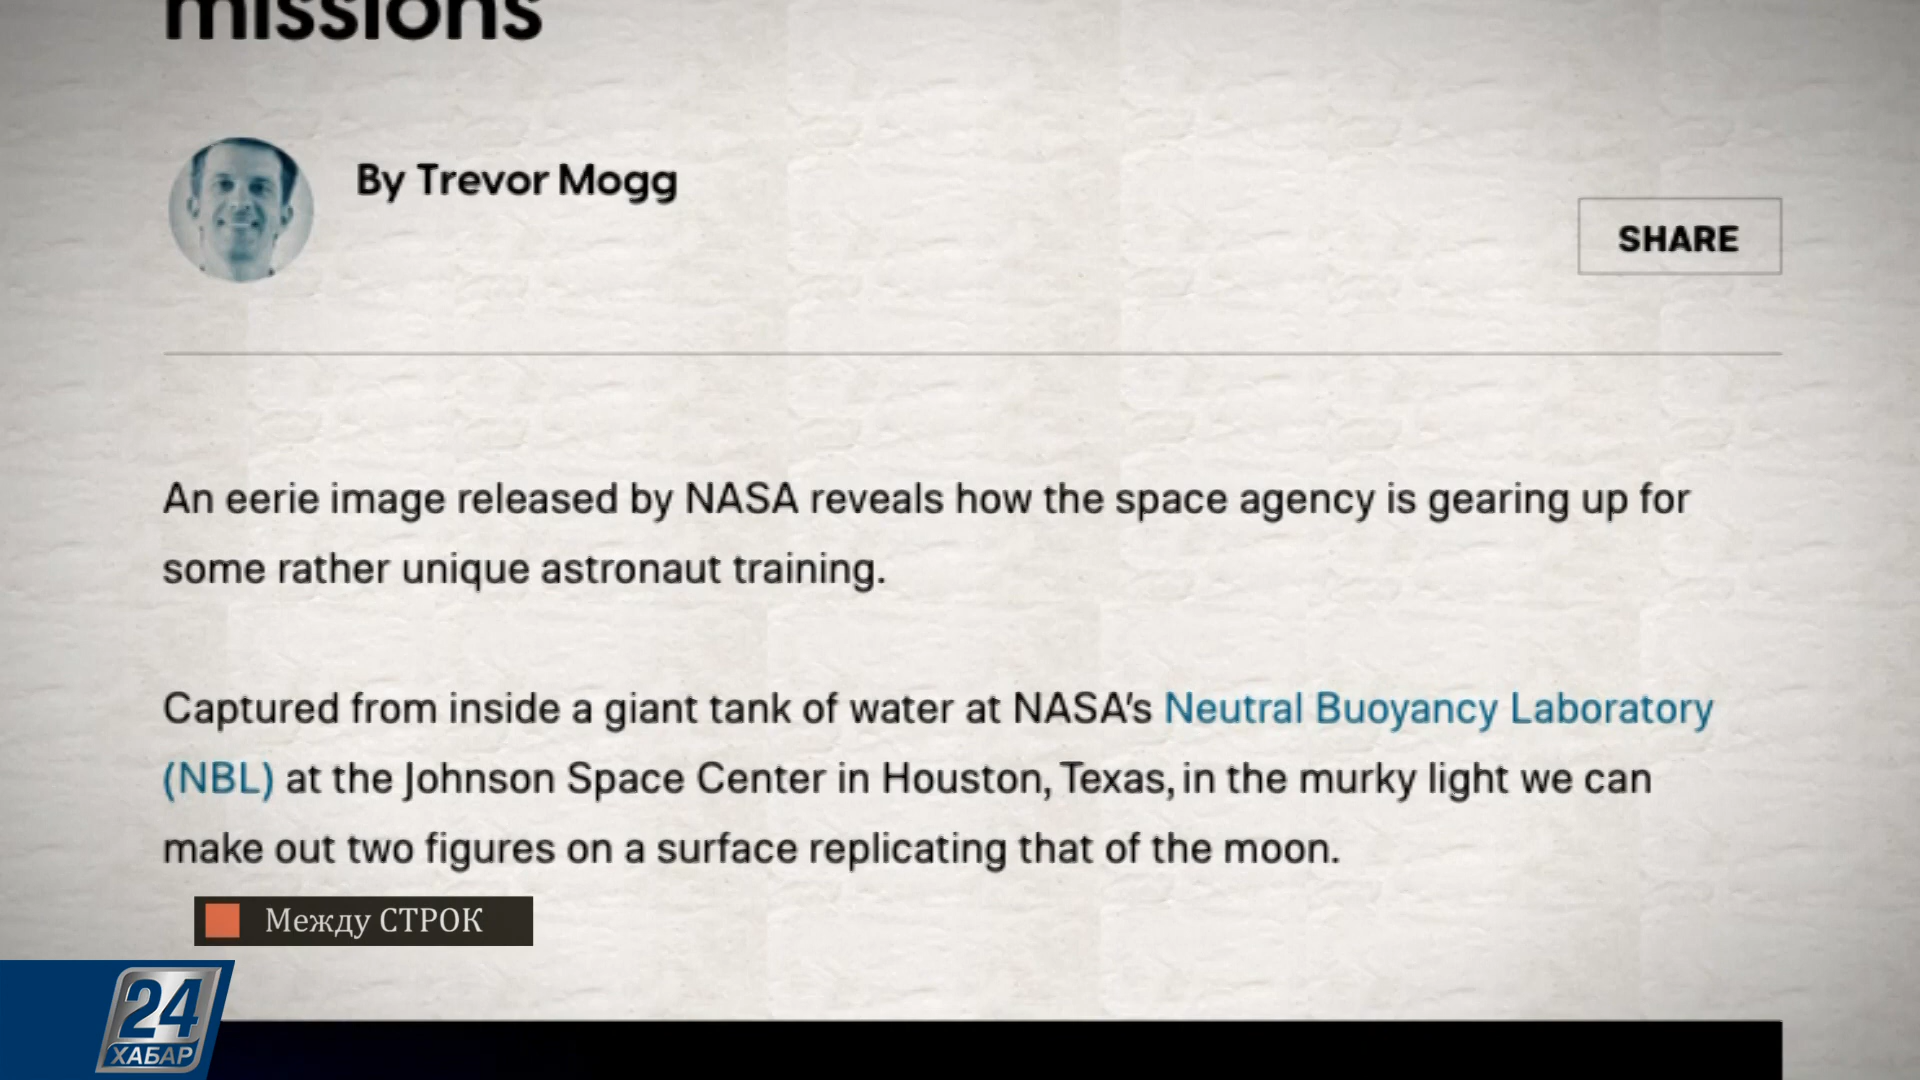 missions
By Trevor Mogg
SHARE
An eerie image released by NASA reveals how the space agency is gearing up for
some rather unique astronaut training.
Captured from inside a giant tank of water at NASA's Neutral Buoyancy Laboratory
(NBL) at the Johnson Space Center in Houston, Texas, in the murky light we can
make out two figures on a surface replicating that of the moon.
Между СТРОК
24
ХАБАР